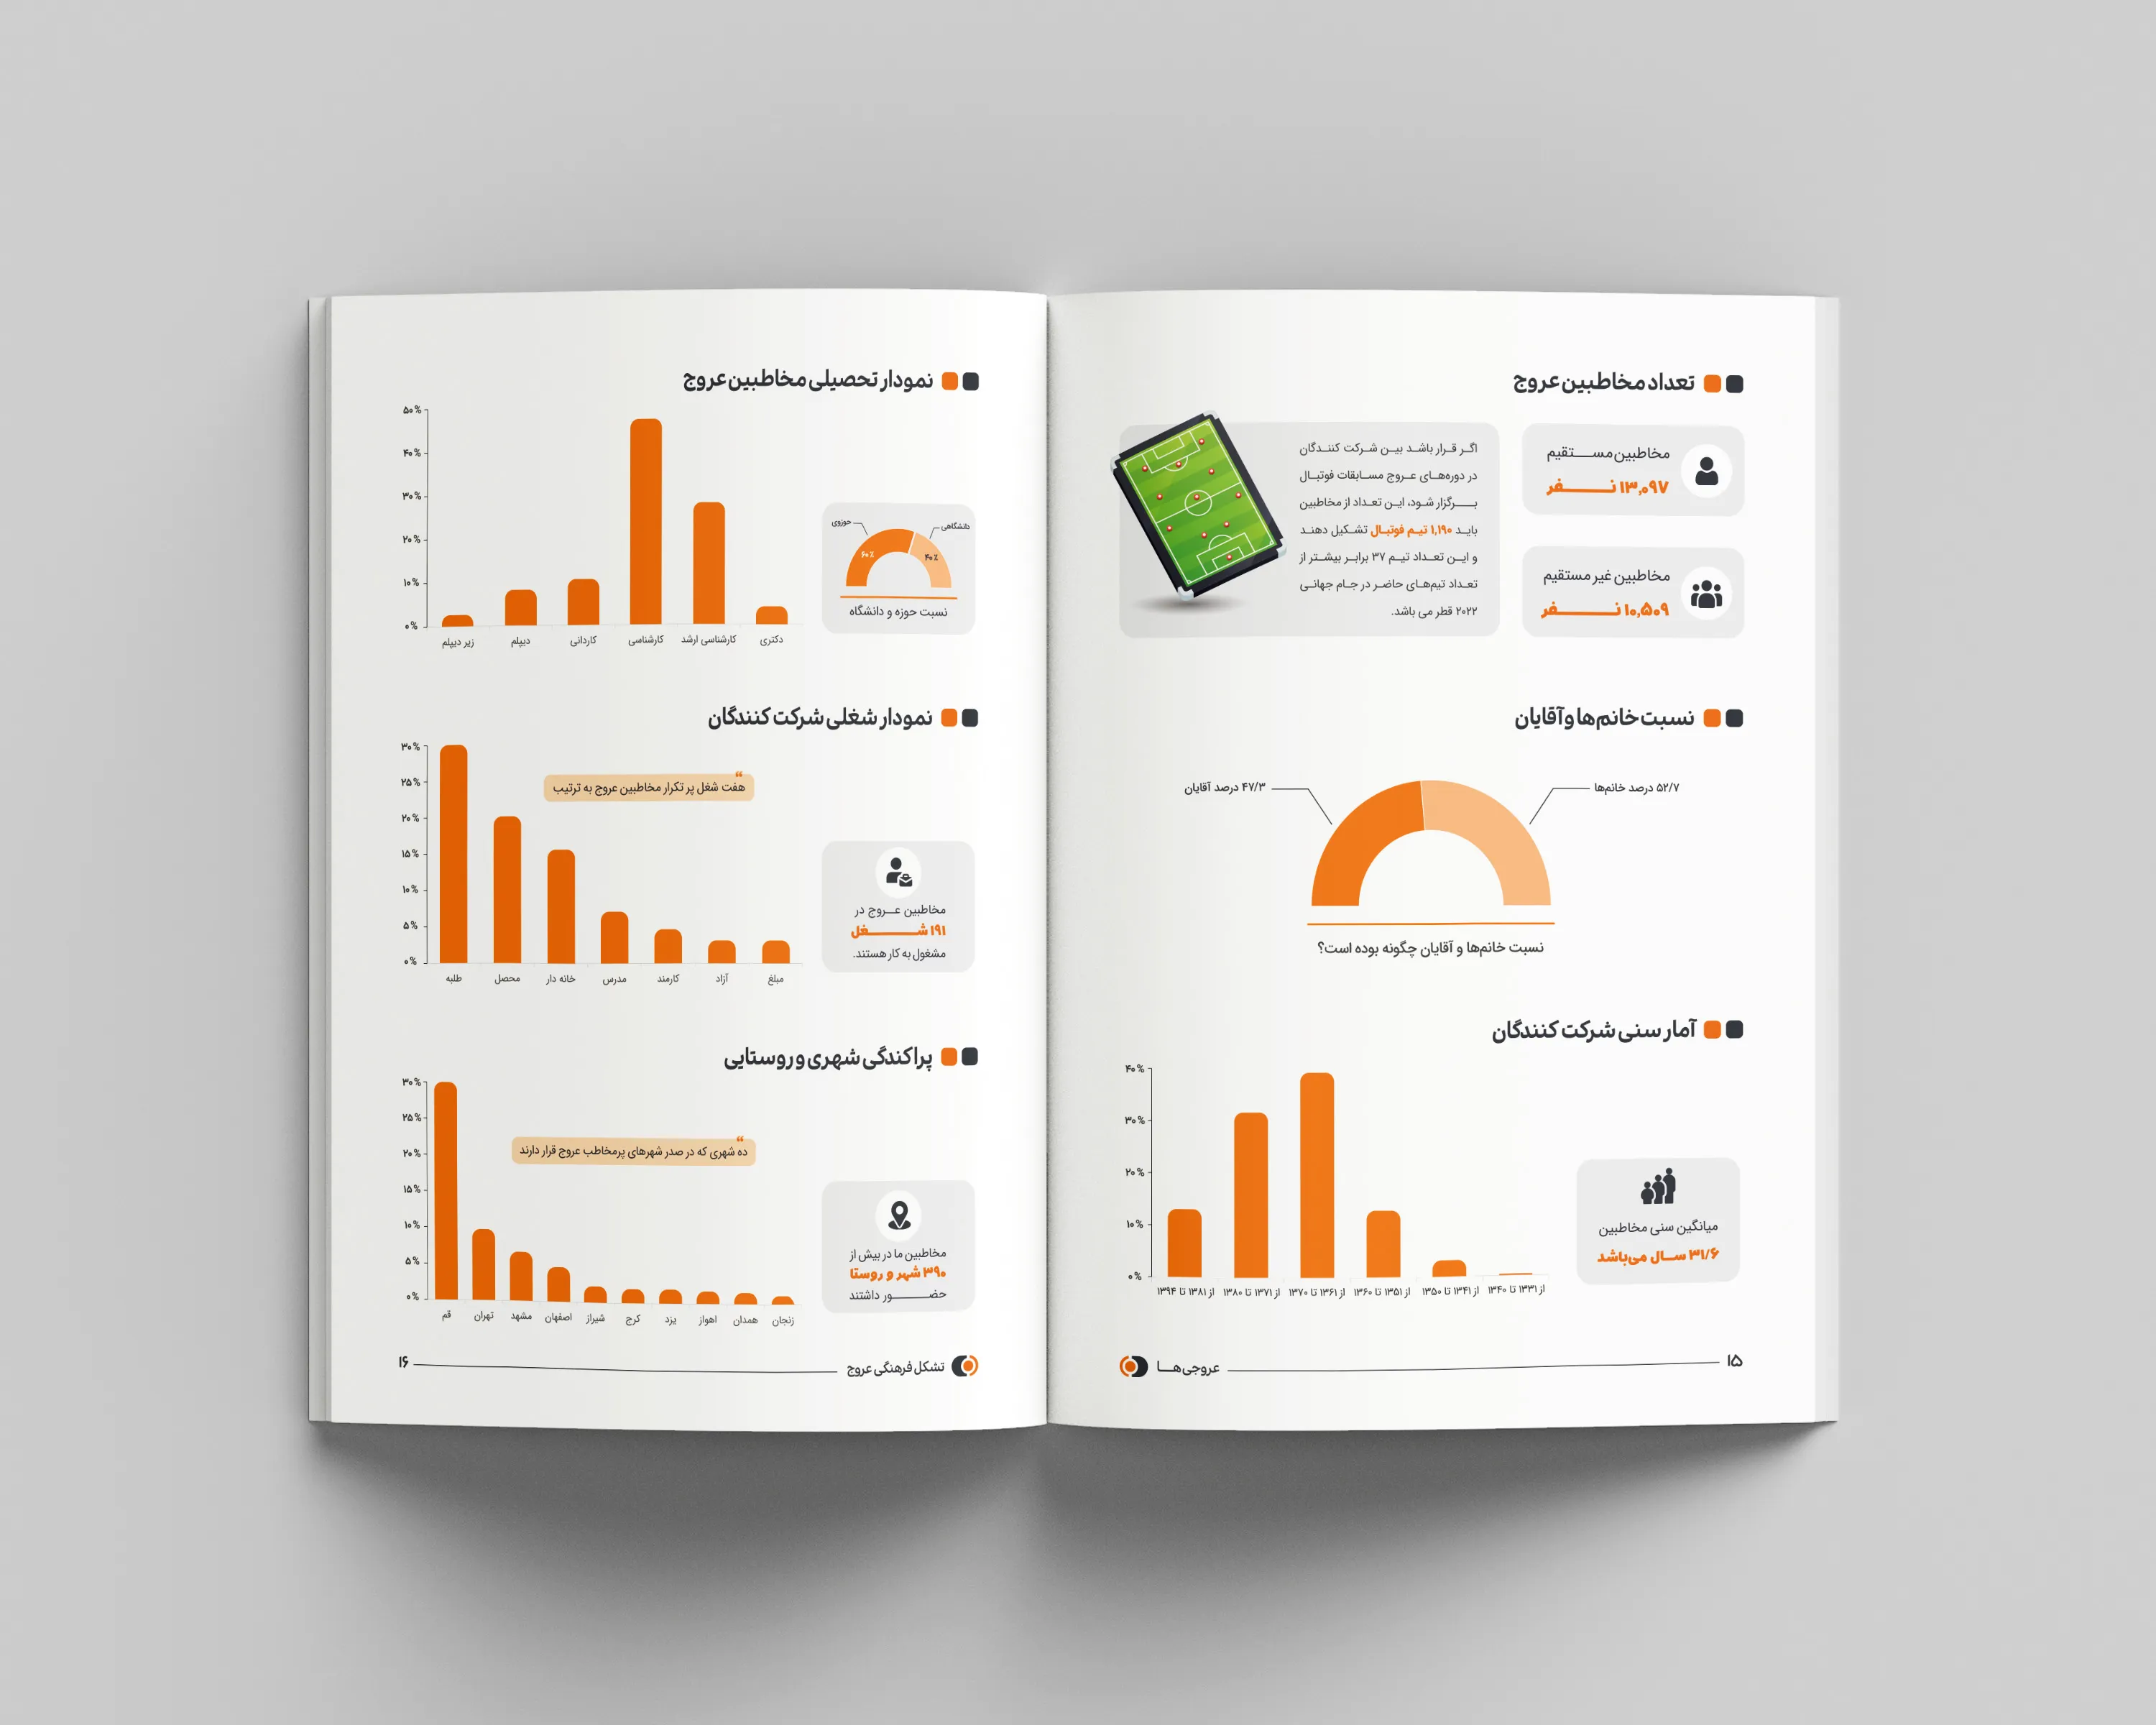 تعداد مخاطبین عروج
مخاطبین مستقیم
۱۳,۰۹۷ نفر
مخاطبین غیر مستقیم
۱۰,۵۰۹ نفر
اگر قرار باشد بین شرکت کنندگان
در دوره‌های عروج مسابقات فوتبال
برگزار شود، این تعداد از مخاطبین
باید ۱,۱۹۰ تیم فوتبال تشکیل دهند
و این تعداد تیم ۳۷ برابر بیشتر از
تعداد تیم‌های حاضر در جام جهانی
۲۰۲۲ قطر می باشد.
نسبت خانم‌ها و آقایان
۵۲/۷ درصد خانم‌ها
۴۷/۳ درصد آقایان
نسبت خانم‌ها و آقایان چگونه بوده است؟
آمار سنی شرکت کنندگان
میانگین سنی مخاطبین
۳۱/۶ سال می‌باشد
۴۰%
۳۰%
۲۰%
۱۰%
۰%
از ۱۳۳۱ تا ۱۳۴۰
از ۱۳۴۱ تا ۱۳۵۰
از ۱۳۵۱ تا ۱۳۶۰
از ۱۳۶۱ تا ۱۳۷۰
از ۱۳۷۱ تا ۱۳۸۰
از ۱۳۸۱ تا ۱۳۹۴
۱۵
عروجی‌ها
نمودار تحصیلی مخاطبین عروج
دانشگاهی
حوزوی
۴۰٪
۶۰٪
نسبت حوزه و دانشگاه
۵۰%
۴۰%
۳۰%
۲۰%
۱۰%
۰%
دکتری
کارشناسی ارشد
کارشناسی
کاردانی
دیپلم
زیر دیپلم
نمودار شغلی شرکت کنندگان
هفت شغل پر تکرار مخاطبین عروج به ترتیب
مخاطبین عروج در
۱۹۱ شغل
مشغول به کار هستند.
۳۰%
۲۵%
۲۰%
۱۵%
۱۰%
۵%
۰%
مبلغ
آزاد
کارمند
مدرس
خانه دار
محصل
طلبه
پراکندگی شهری و روستایی
ده شهری که در صدر شهرهای پرمخاطب عروج قرار دارند
مخاطبین ما در بیش از
۳۹۰ شهر و روستا
حضور داشتند
۳۰%
۲۵%
۲۰%
۱۵%
۱۰%
۵%
۰%
زنجان
همدان
اهواز
یزد
کرج
شیراز
اصفهان
مشهد
تهران
قم
تشکل فرهنگی عروج
۱۶